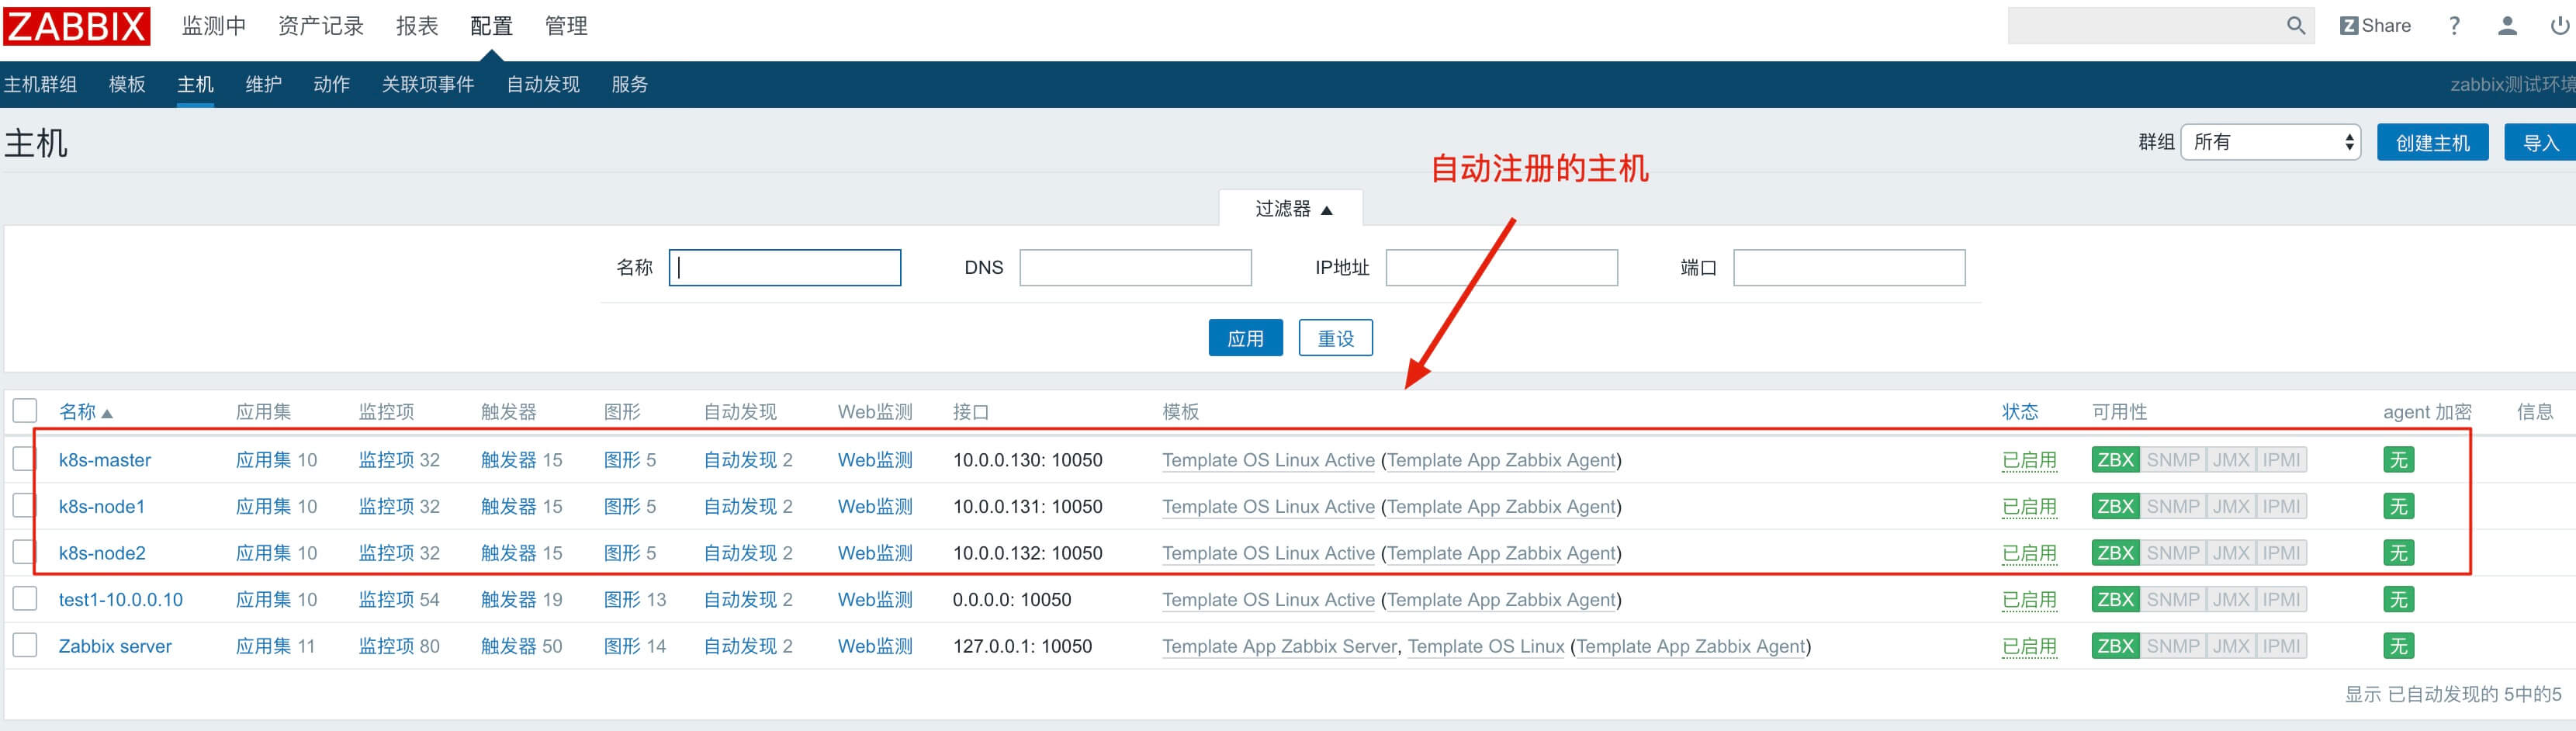 ZABBIX 监测中 资产记录 报表 配置 管理 Z Share ?
主机群组 模板 主机 维护 动作 关联项事件 自动发现 服务 zabbix测试环境
主机 群组 所有 创建主机 导入
自动注册的主机
过滤器 ▲
名称 DNS IP地址 端口
应用 重设
名称 ▲ 应用集 监控项 触发器 图形 自动发现 Web监测 接口 模板 状态 可用性 agent 加密 信息
k8s-master 应用集 10 监控项 32 触发器 15 图形 5 自动发现 2 Web监测 10.0.0.130: 10050 Template OS Linux Active (Template App Zabbix Agent) 已启用 ZBX SNMP JMX IPMI 无
k8s-node1 应用集 10 监控项 32 触发器 15 图形 5 自动发现 2 Web监测 10.0.0.131: 10050 Template OS Linux Active (Template App Zabbix Agent) 已启用 ZBX SNMP JMX IPMI 无
k8s-node2 应用集 10 监控项 32 触发器 15 图形 5 自动发现 2 Web监测 10.0.0.132: 10050 Template OS Linux Active (Template App Zabbix Agent) 已启用 ZBX SNMP JMX IPMI 无
test1-10.0.0.10 应用集 10 监控项 54 触发器 19 图形 13 自动发现 2 Web监测 0.0.0.0: 10050 Template OS Linux Active (Template App Zabbix Agent) 已启用 ZBX SNMP JMX IPMI 无
Zabbix server 应用集 11 监控项 80 触发器 50 图形 14 自动发现 2 Web监测 127.0.0.1: 10050 Template App Zabbix Server, Template OS Linux (Template App Zabbix Agent) 已启用 ZBX SNMP JMX IPMI 无
显示 已自动发现的 5中的5